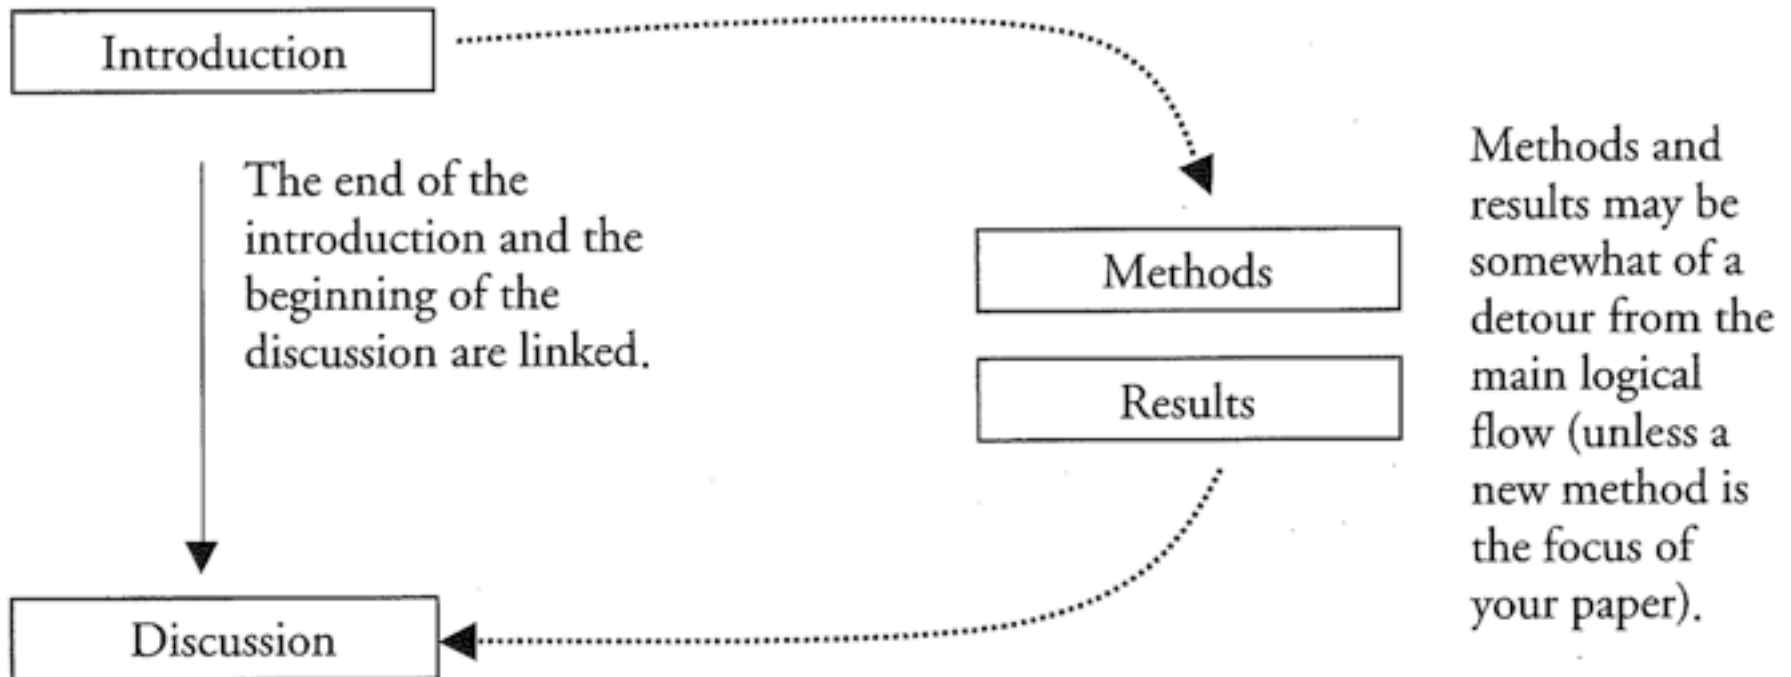 Introduction
The end of the
introduction and the
beginning of the
discussion are linked.
Methods
Results
Methods and
results may be
somewhat of a
detour from the
main logical
flow (unless a
new method is
the focus of
your paper).
Discussion